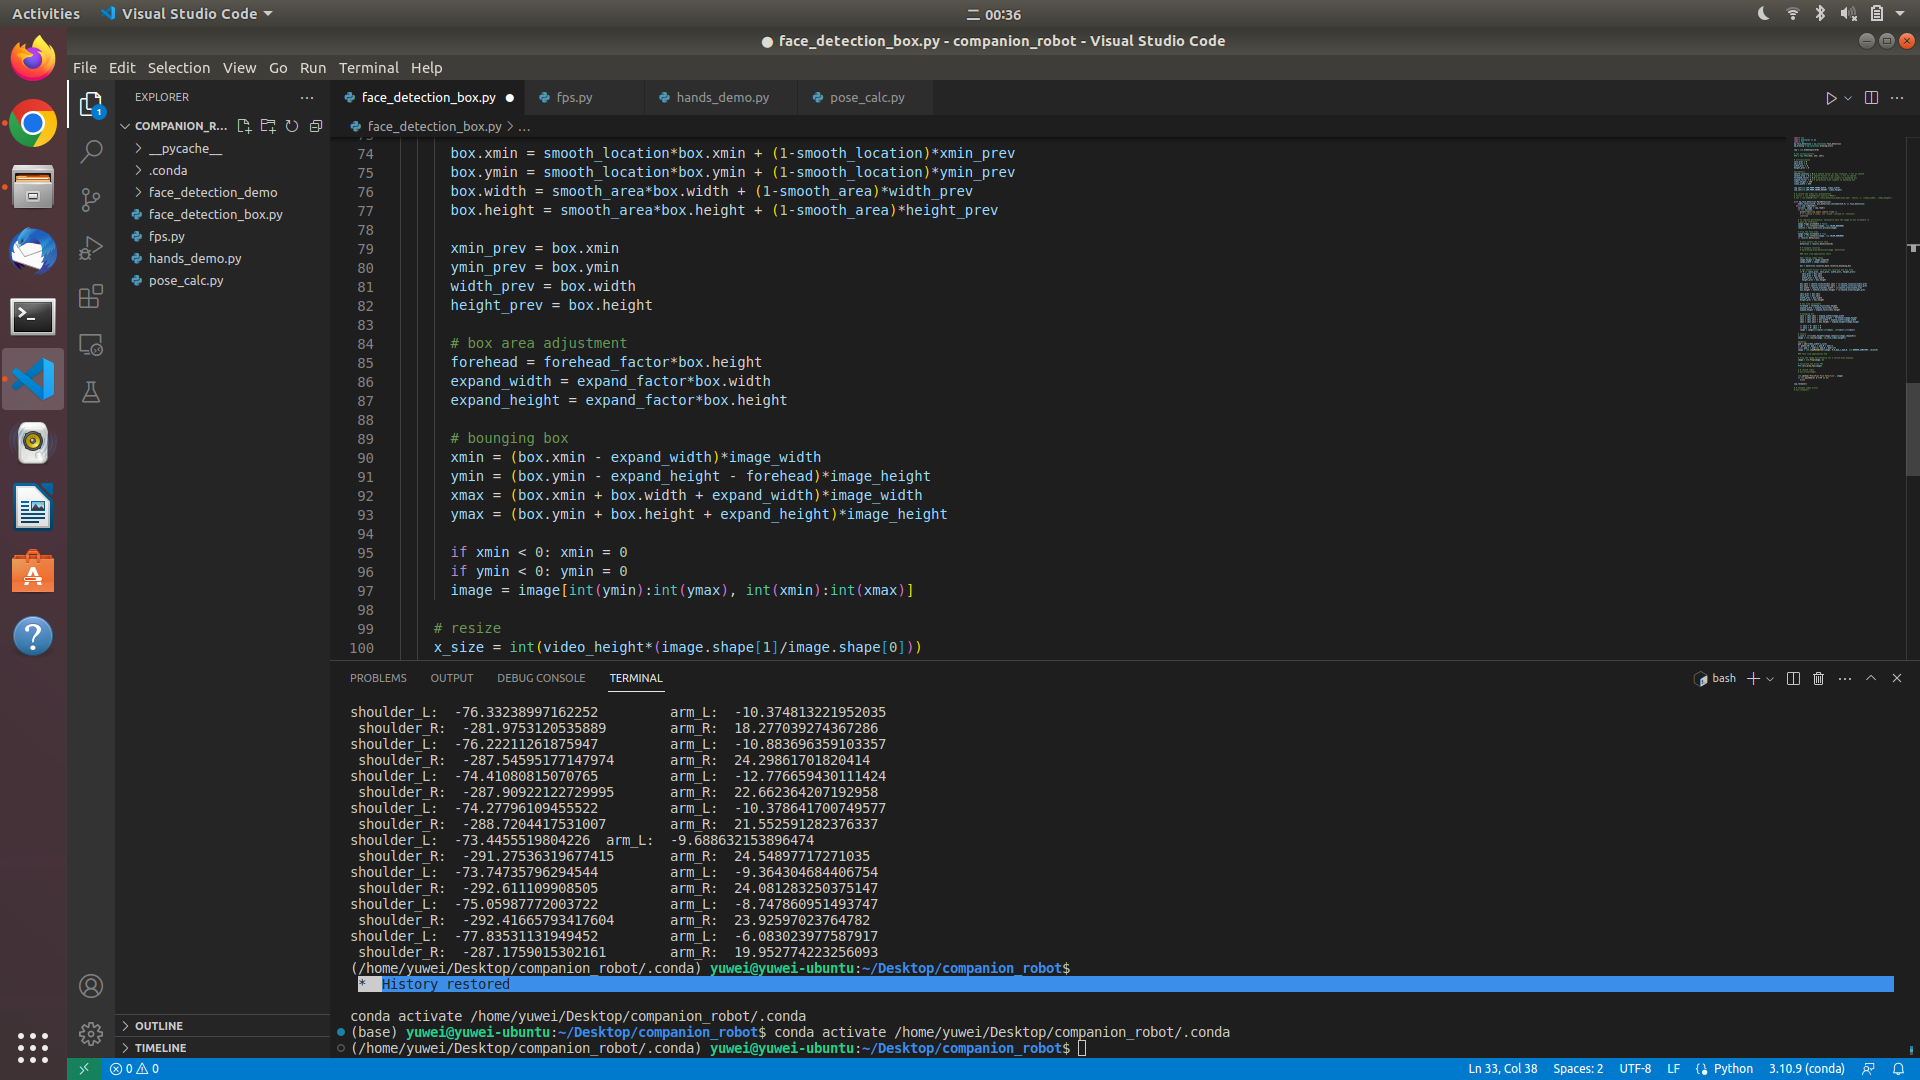 Activities
Visual Studio Code
二 00:36
● face_detection_box.py - companion_robot - Visual Studio Code
File Edit Selection View Go Run Terminal Help
EXPLORER
face_detection_box.py
fps.py
hands_demo.py
pose_calc.py
COMPANION_R...
face_detection_box.py > ...
1
__pycache__
.conda
face_detection_demo
face_detection_box.py
fps.py
hands_demo.py
pose_calc.py
74 box.xmin = smooth_location*box.xmin + (1-smooth_location)*xmin_prev
75 box.ymin = smooth_location*box.ymin + (1-smooth_location)*ymin_prev
76 box.width = smooth_area*box.width + (1-smooth_area)*width_prev
77 box.height = smooth_area*box.height + (1-smooth_area)*height_prev
78
79 xmin_prev = box.xmin
80 ymin_prev = box.ymin
81 width_prev = box.width
82 height_prev = box.height
83
84 # box area adjustment
85 forehead = forehead_factor*box.height
86 expand_width = expand_factor*box.width
87 expand_height = expand_factor*box.height
88
89 # bounging box
90 xmin = (box.xmin - expand_width)*image_width
91 ymin = (box.ymin - expand_height - forehead)*image_height
92 xmax = (box.xmin + box.width + expand_width)*image_width
93 ymax = (box.ymin + box.height + expand_height)*image_height
94
95 if xmin < 0: xmin = 0
96 if ymin < 0: ymin = 0
97 image = image[int(ymin):int(ymax), int(xmin):int(xmax)]
98
99 # resize
100 x_size = int(video_height*(image.shape[1]/image.shape[0]))
PROBLEMS OUTPUT DEBUG CONSOLE TERMINAL
bash
shoulder_L: -76.33238997162252 arm_L: -10.374813221952035
shoulder_R: -281.9753120535889 arm_R: 18.277039274367286
shoulder_L: -76.22211261875947 arm_L: -10.883696359103357
shoulder_R: -287.54595177147974 arm_R: 24.29861701820414
shoulder_L: -74.41080815070765 arm_L: -12.776659430111424
shoulder_R: -287.90922122729995 arm_R: 22.662364207192958
shoulder_L: -74.27796109455522 arm_L: -10.378641700749577
shoulder_R: -288.7204417531007 arm_R: 21.552591282376337
shoulder_L: -73.4455519804226 arm_L: -9.688632153896474
shoulder_R: -291.27536319677415 arm_R: 24.54897717271035
shoulder_L: -73.74735796294544 arm_L: -9.364304684406754
shoulder_R: -292.611109908505 arm_R: 24.081283250375147
shoulder_L: -75.05987772003722 arm_L: -8.747860951493747
shoulder_R: -292.41665793417604 arm_R: 23.92597023764782
shoulder_L: -77.83531131949452 arm_L: -6.083023977587917
shoulder_R: -287.1759015302161 arm_R: 19.952774223256093
(/home/yuwei/Desktop/companion_robot/.conda) yuwei@yuwei-ubuntu:~/Desktop/companion_robot$
* History restored
conda activate /home/yuwei/Desktop/companion_robot/.conda
(base) yuwei@yuwei-ubuntu:~/Desktop/companion_robot$ conda activate /home/yuwei/Desktop/companion_robot/.conda
(/home/yuwei/Desktop/companion_robot/.conda) yuwei@yuwei-ubuntu:~/Desktop/companion_robot$
OUTLINE
TIMELINE
0 0
Ln 33, Col 38 Spaces: 2 UTF-8 LF Python 3.10.9 (conda)